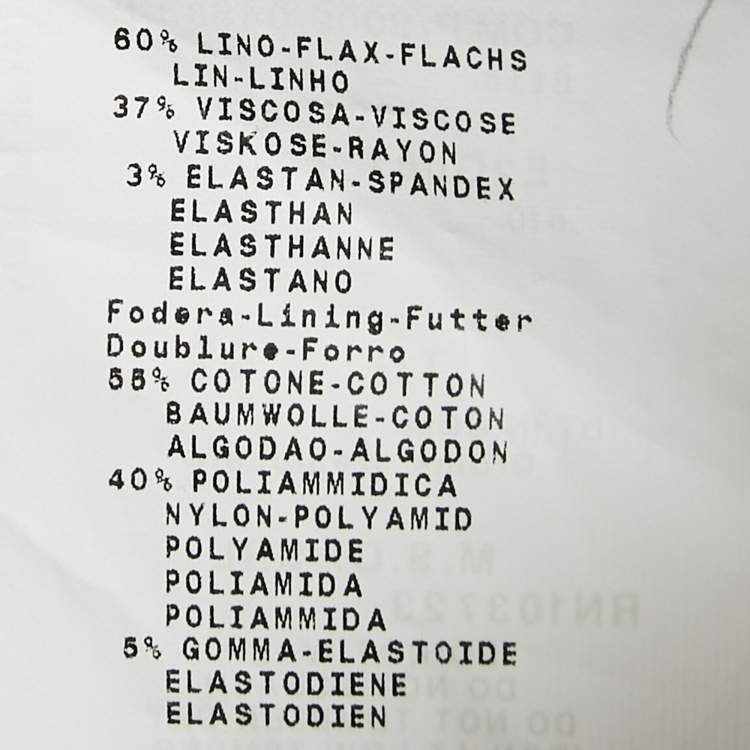 60% LINO-FLAX-FLACHS
LIN-LINHO
37% VISCOSA-VISCOSE
VISKOSE-RAYON
3% ELASTAN-SPANDEX
ELASTHAN
ELASTHANNE
ELASTANO
Fodera-Lining-Futter
Doublure-Forro
55% COTONE-COTTON
BAUMWOLLE-COTON
ALGODAO-ALGODON
40% POLIAMMIDICA
NYLON-POLYAMID
POLYAMIDE
POLIAMIDA
POLIAMMIDA
5% GOMMA-ELASTOIDE
ELASTODIENE
ELASTODIEN